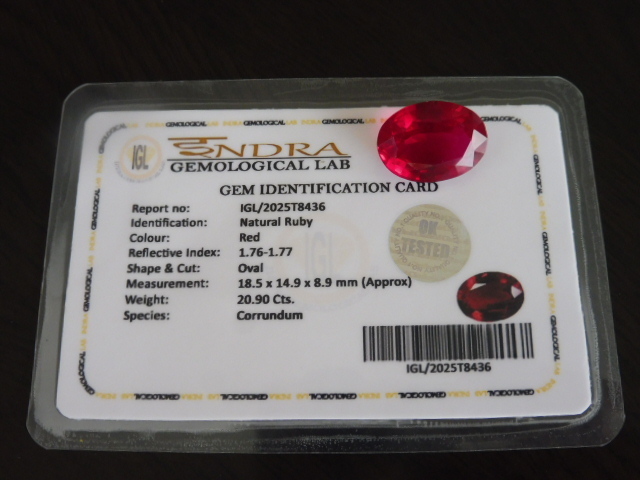 IGL
INDRA
GEMOLOGICAL LAB
GEM IDENTIFICATION CARD
Report no: IGL/2025T8436
Identification: Natural Ruby
Colour: Red
Reflective Index: 1.76-1.77
Shape & Cut: Oval
Measurement: 18.5 x 14.9 x 8.9 mm (Approx)
Weight: 20.90 Cts.
Species: Corrundum
IGL
OK
TESTED
IGL/2025T8436